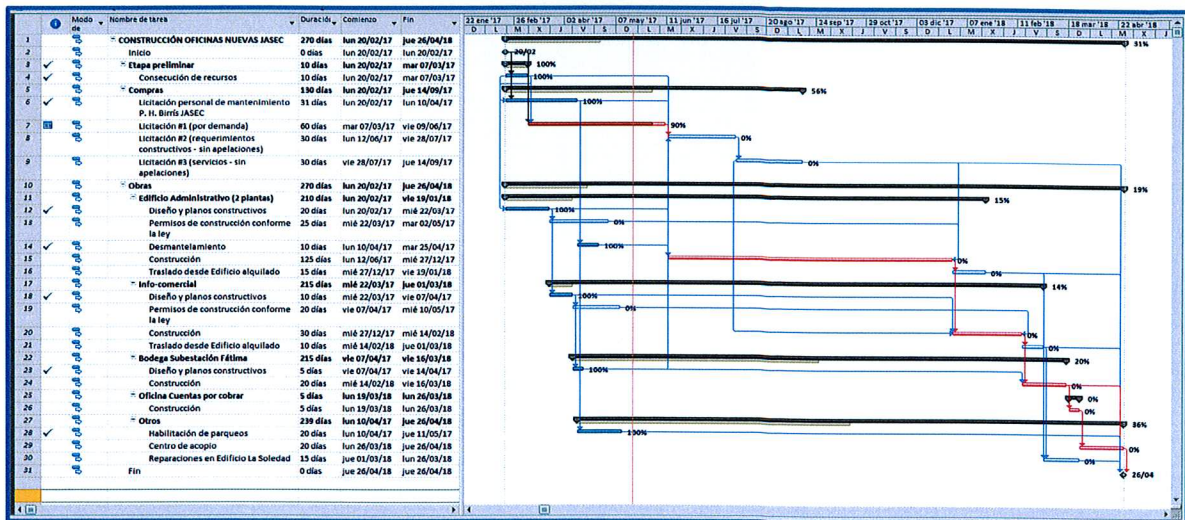 Modo de Nombre de tarea Duración Comienzo Fin 22 ene '17 26 feb '17 02 abr '17 07 may '17 11 jun '17 16 jul '17 20 ago '17 24 sep '17 29 oct '17 03 dic '17 07 ene '18 11 feb '18 18 mar '18 22 abr '18
D L M X J V S D L M X J V S D L M X J V S D L M X J V S
1 CONSTRUCCIÓN OFICINAS NUEVAS JASEC 270 días lun 20/02/17 jue 26/04/18 31%
2 Inicio 0 días lun 20/02/17 lun 20/02/17 20/02
3 Etapa preliminar 10 días lun 20/02/17 mar 07/03/17 100%
4 Consecución de recursos 10 días lun 20/02/17 mar 07/03/17 100%
5 Compras 130 días lun 20/02/17 jue 14/09/17 56%
6 Licitación personal de mantenimiento 31 días lun 20/02/17 lun 10/04/17 100%
P. H. Birrís JASEC
7 Licitación #1 (por demanda) 60 días mar 07/03/17 vie 09/06/17 90%
8 Licitación #2 (requerimientos 30 días lun 12/06/17 vie 28/07/17 0%
constructivos - sin apelaciones)
9 Licitación #3 (servicios - sin 30 días vie 28/07/17 jue 14/09/17 0%
apelaciones)
10 Obras 270 días lun 20/02/17 jue 26/04/18 19%
11 Edificio Administrativo (2 plantas) 210 días lun 20/02/17 vie 19/01/18 15%
12 Diseño y planos constructivos 20 días lun 20/02/17 mié 22/03/17 100%
13 Permisos de construcción conforme 25 días mié 22/03/17 mar 02/05/17 0%
la ley
14 Desmantelamiento 10 días lun 10/04/17 mar 25/04/17 100%
15 Construcción 125 días lun 12/06/17 mié 27/12/17 0%
16 Traslado desde Edificio alquilado 15 días mié 27/12/17 vie 19/01/18 0%
17 Info-comercial 215 días mié 22/03/17 jue 01/03/18 14%
18 Diseño y planos constructivos 10 días mié 22/03/17 vie 07/04/17 100%
19 Permisos de construcción conforme 20 días vie 07/04/17 mié 10/05/17 0%
la ley
20 Construcción 30 días mié 27/12/17 mié 14/02/18 0%
21 Traslado desde Edificio alquilado 10 días mié 14/02/18 jue 01/03/18 0%
22 Bodega Subestación Fátima 215 días vie 07/04/17 vie 16/03/18 20%
23 Diseño y planos constructivos 5 días vie 07/04/17 vie 14/04/17 100%
24 Construcción 20 días mié 14/02/18 vie 16/03/18 0%
25 Oficina Cuentas por cobrar 5 días lun 19/03/18 lun 26/03/18 0%
26 Construcción 5 días lun 19/03/18 lun 26/03/18 0%
27 Otros 239 días lun 10/04/17 jue 26/04/18 36%
28 Habilitación de parqueos 20 días lun 10/04/17 jue 11/05/17 100%
29 Centro de acopio 20 días lun 26/03/18 jue 26/04/18 0%
30 Reparaciones en Edificio La Soledad 15 días jue 01/03/18 lun 26/03/18 0%
31 Fin 0 días jue 26/04/18 jue 26/04/18 26/04